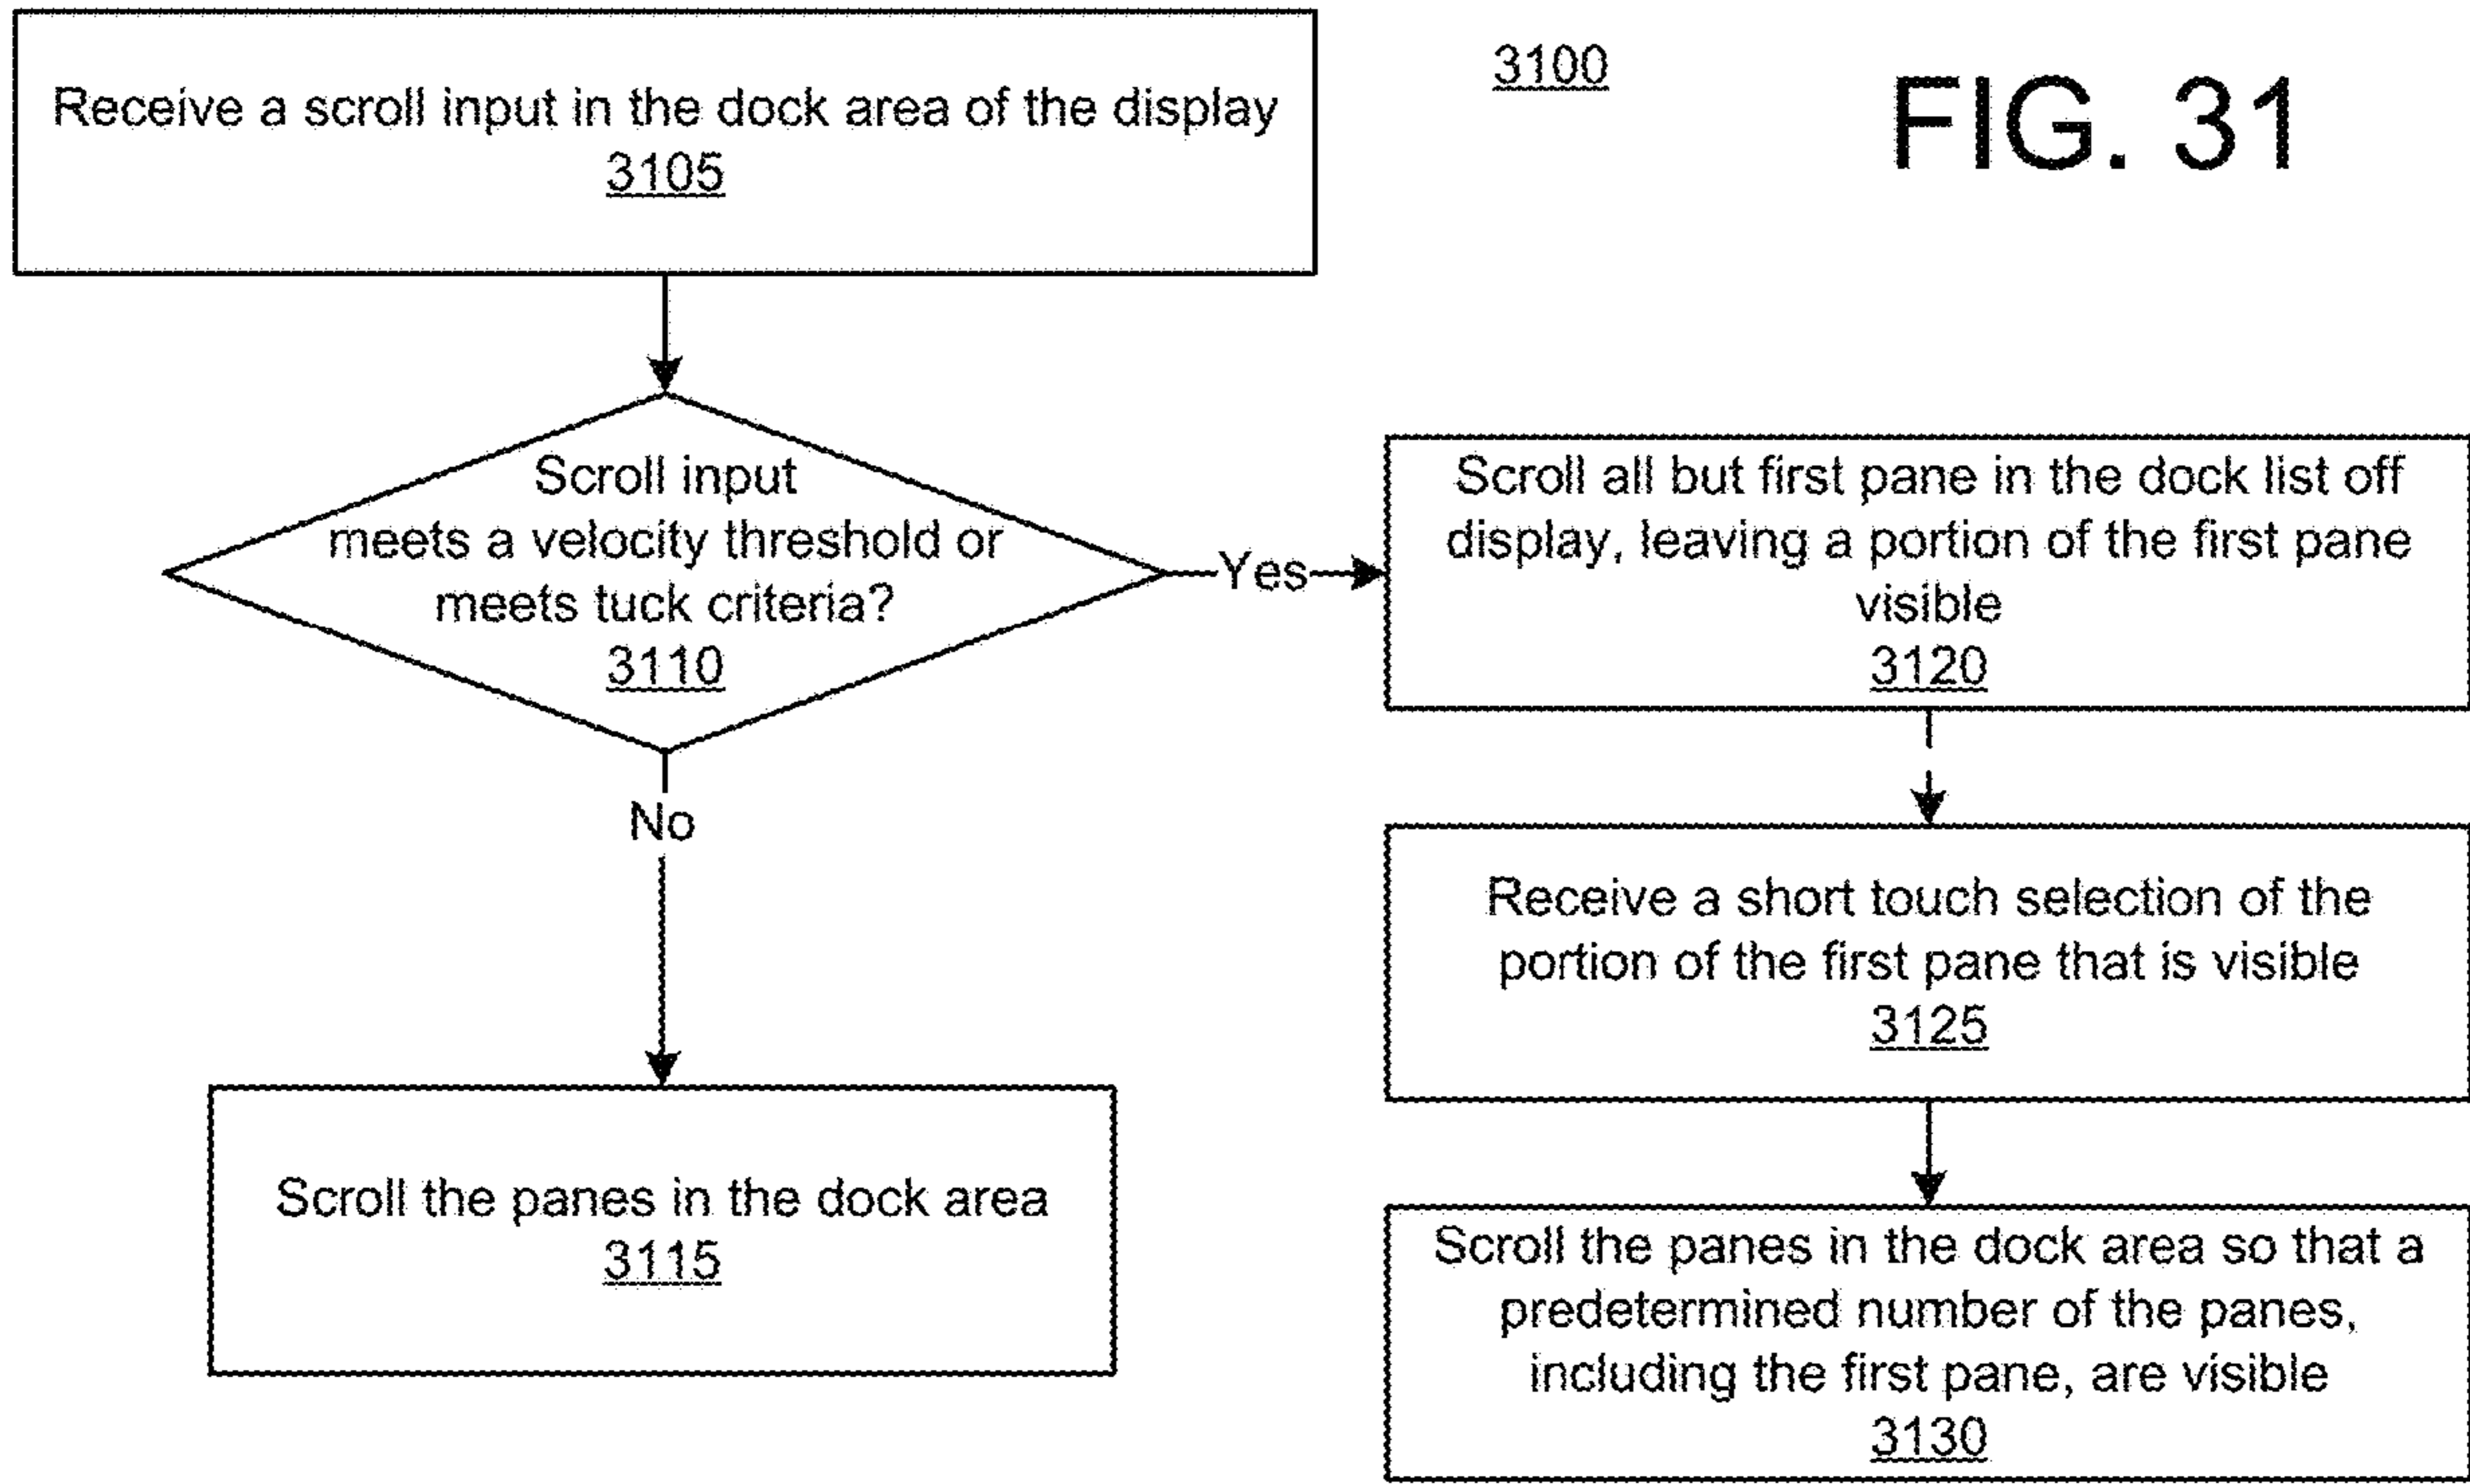 3100
FIG. 31
Receive a scroll input in the dock area of the display
3105
Scroll input
meets a velocity threshold or
meets tuck criteria?
3110
Yes
No
Scroll the panes in the dock area
3115
Scroll all but first pane in the dock list off
display, leaving a portion of the first pane
visible
3120
Receive a short touch selection of the
portion of the first pane that is visible
3125
Scroll the panes in the dock area so that a
predetermined number of the panes,
including the first pane, are visible
3130